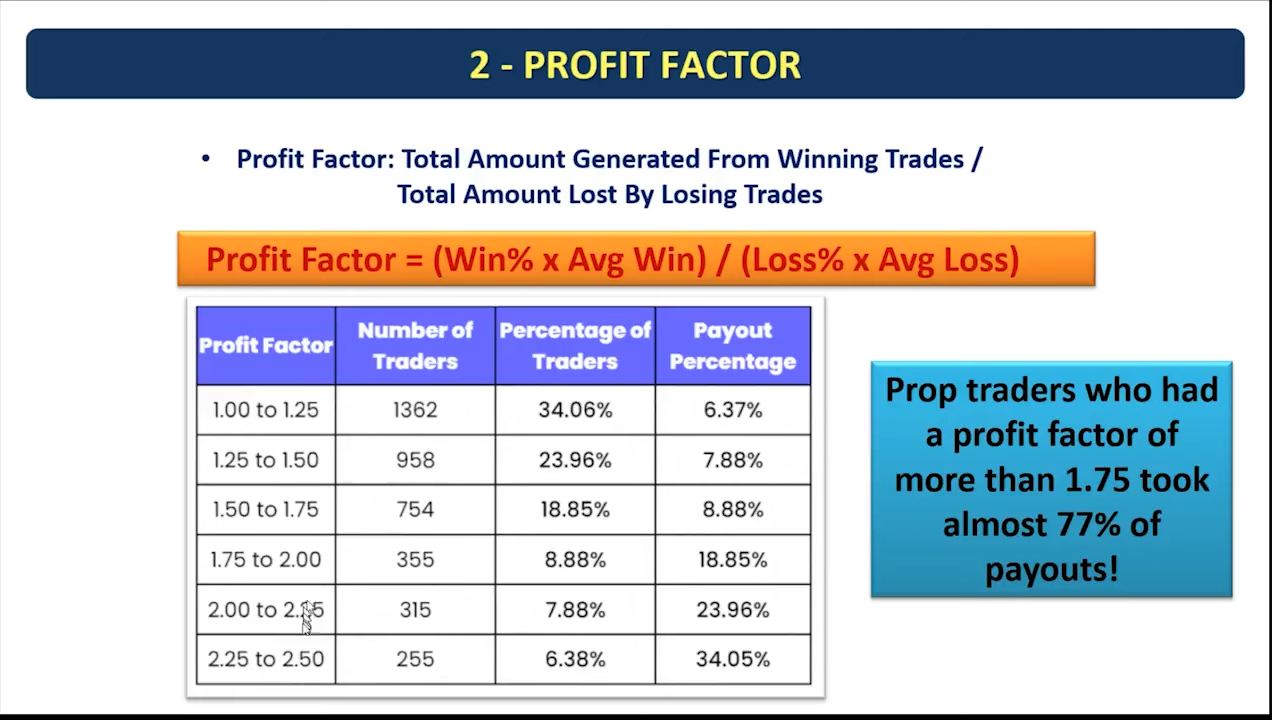 2 - PROFIT FACTOR
• Profit Factor: Total Amount Generated From Winning Trades /
Total Amount Lost By Losing Trades
Profit Factor = (Win% x Avg Win) / (Loss% x Avg Loss)
Profit Factor Number of Traders Percentage of Traders Payout Percentage
1.00 to 1.25 1362 34.06% 6.37%
1.25 to 1.50 958 23.96% 7.88%
1.50 to 1.75 754 18.85% 8.88%
1.75 to 2.00 355 8.88% 18.85%
2.00 to 315 7.88% 23.96%
2.25 to 2.50 255 6.38% 34.05%
Prop traders who had
a profit factor of
more than 1.75 took
almost 77% of
payouts!